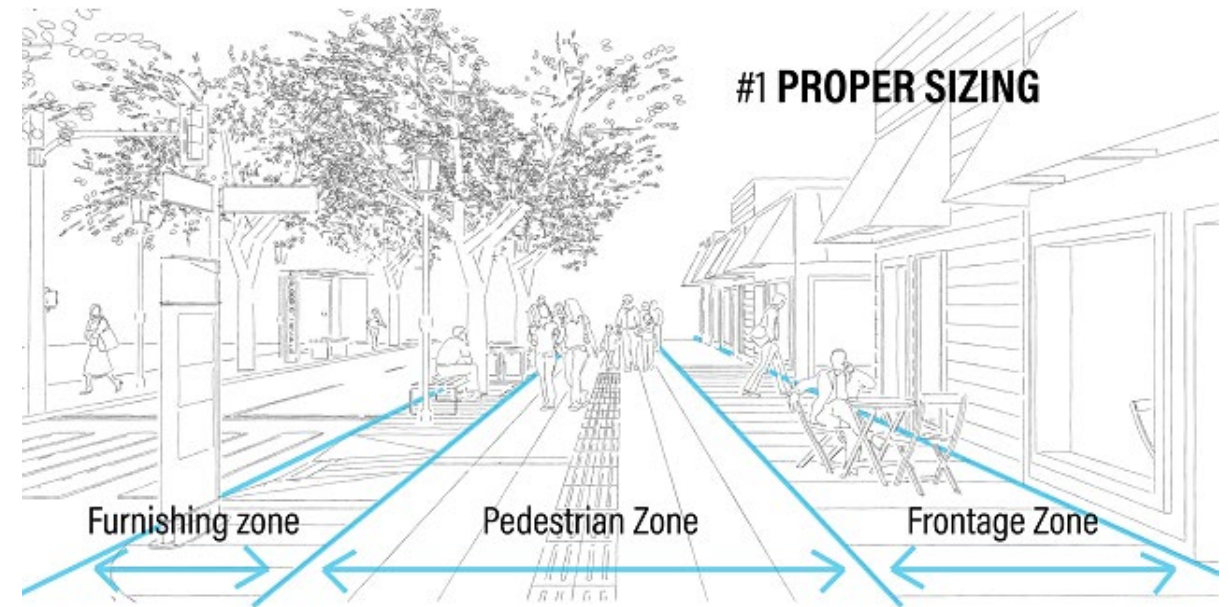 #1 PROPER SIZING
Furnishing zone
Pedestrian Zone
Frontage Zone